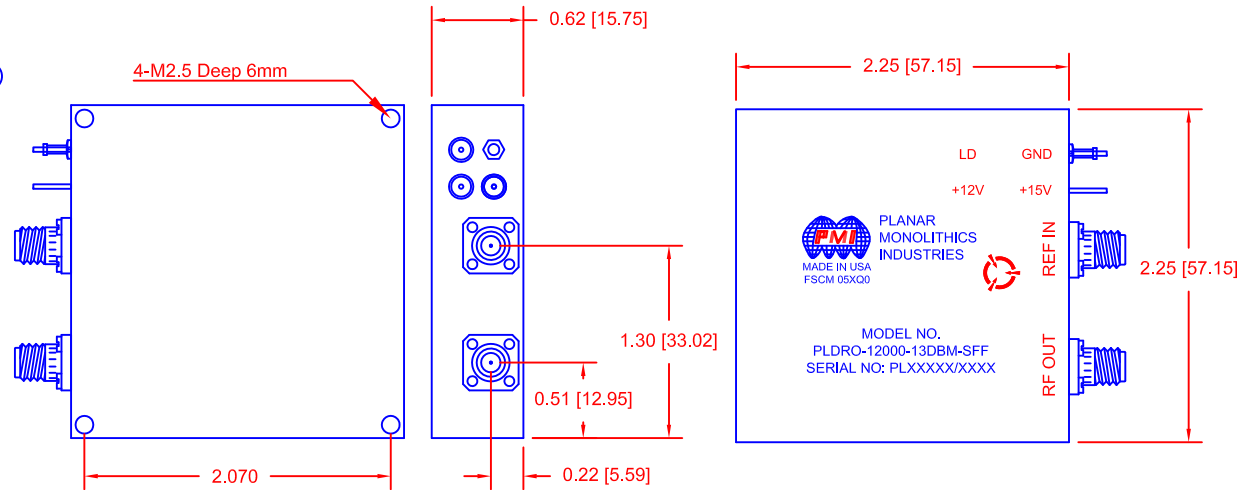 0.62 [15.75]
4-M2.5 Deep 6mm
2.25 [57.15]
LD GND
+12V +15V
PMI
PLANAR
MONOLITHICS
INDUSTRIES
MADE IN USA
FSCM 05XQ0
REF IN
2.25 [57.15]
1.30 [33.02]
MODEL NO.
PLDRO-12000-13DBM-SFF
SERIAL NO: PLXXXXX/XXXX
RF OUT
0.51 [12.95]
2.070
0.22 [5.59]